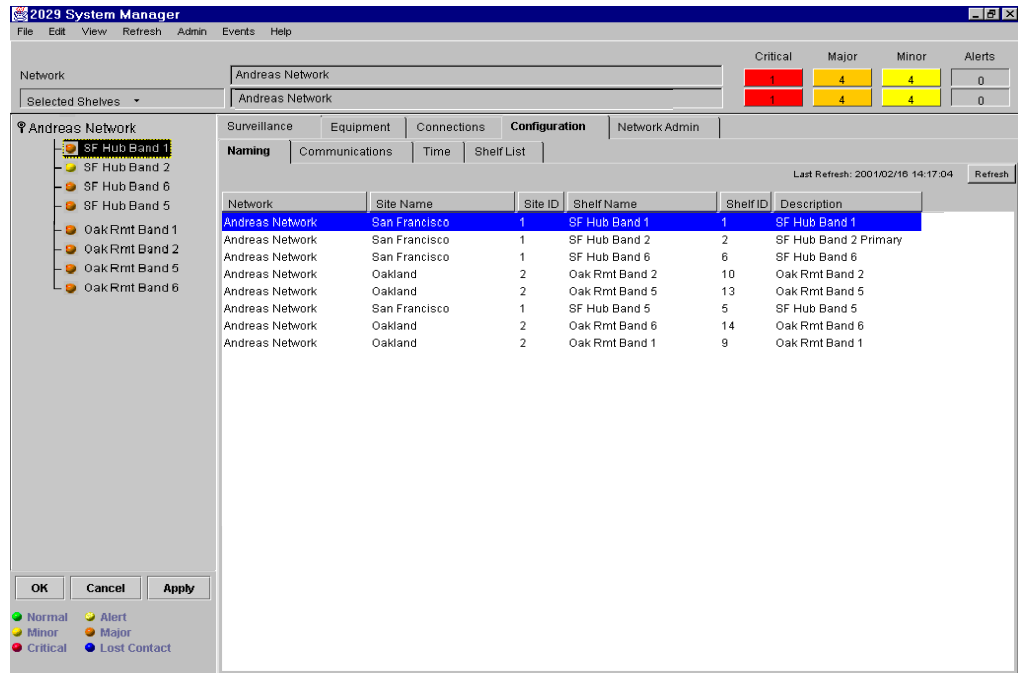 2029 System Manager
File Edit View Refresh Admin Events Help
Critical Major Minor Alerts
Network Andreas Network 1 4 4 0
Selected Shelves Andreas Network 1 4 4 0
Andreas Network
SF Hub Band 1
SF Hub Band 2
SF Hub Band 6
SF Hub Band 5
Oak Rmt Band 1
Oak Rmt Band 2
Oak Rmt Band 5
Oak Rmt Band 6
Surveillance Equipment Connections Configuration Network Admin
Naming Communications Time Shelf List
Last Refresh: 2001/02/16 14:17:04 Refresh
Network Site Name Site ID Shelf Name Shelf ID Description
Andreas Network San Francisco 1 SF Hub Band 1 1 SF Hub Band 1
Andreas Network San Francisco 1 SF Hub Band 2 2 SF Hub Band 2 Primary
Andreas Network San Francisco 1 SF Hub Band 6 6 SF Hub Band 6
Andreas Network Oakland 2 Oak Rmt Band 2 10 Oak Rmt Band 2
Andreas Network Oakland 2 Oak Rmt Band 5 13 Oak Rmt Band 5
Andreas Network San Francisco 1 SF Hub Band 5 5 SF Hub Band 5
Andreas Network Oakland 2 Oak Rmt Band 6 14 Oak Rmt Band 6
Andreas Network Oakland 2 Oak Rmt Band 1 9 Oak Rmt Band 1
OK Cancel Apply
Normal Alert
Minor Major
Critical Lost Contact